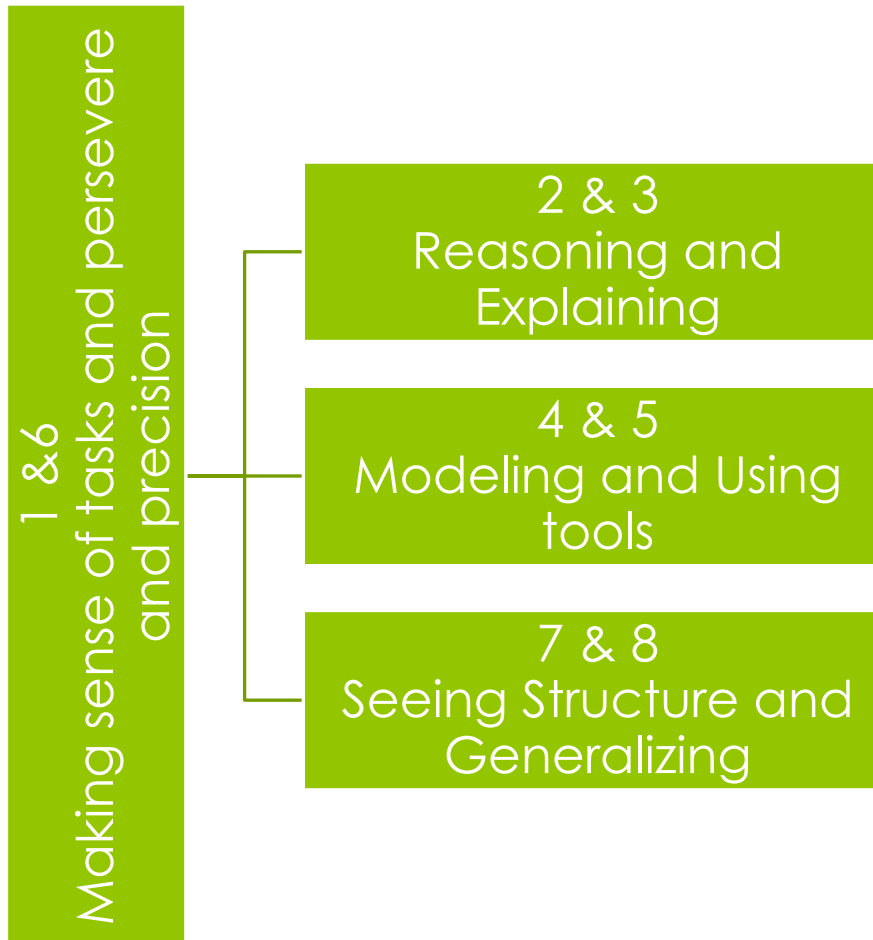 1 &6
Making sense of tasks and persevere
and precision
2 & 3
Reasoning and
Explaining
4 & 5
Modeling and Using
tools
7 & 8
Seeing Structure and
Generalizing